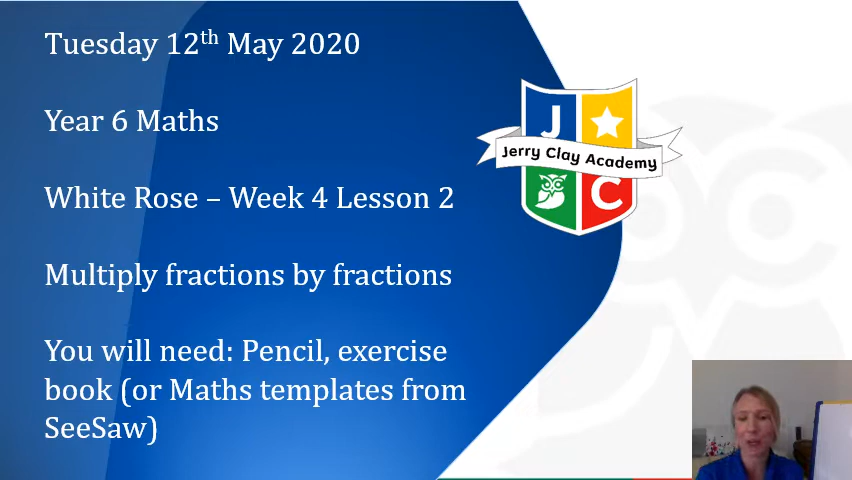 Tuesday 12th May 2020
Year 6 Maths
White Rose – Week 4 Lesson 2
Multiply fractions by fractions
You will need: Pencil, exercise
book (or Maths templates from
SeeSaw)
J
Jerry Clay Academy
C